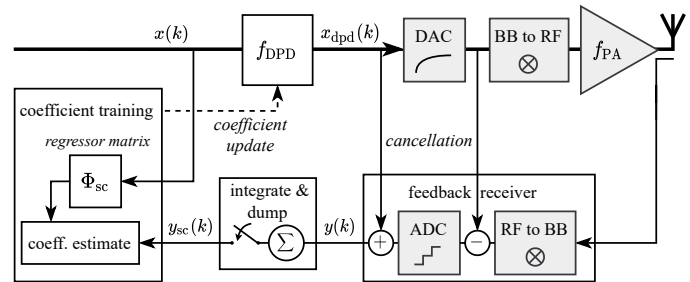 x(k)
f_DPD
x_dpd(k)
DAC
BB to RF
f_PA
coefficient training
coefficient
update
cancellation
regressor matrix
Φ_sc
coeff. estimate
y_sc(k)
integrate &
dump
Σ
y(k)
feedback receiver
+
ADC
−
RF to BB